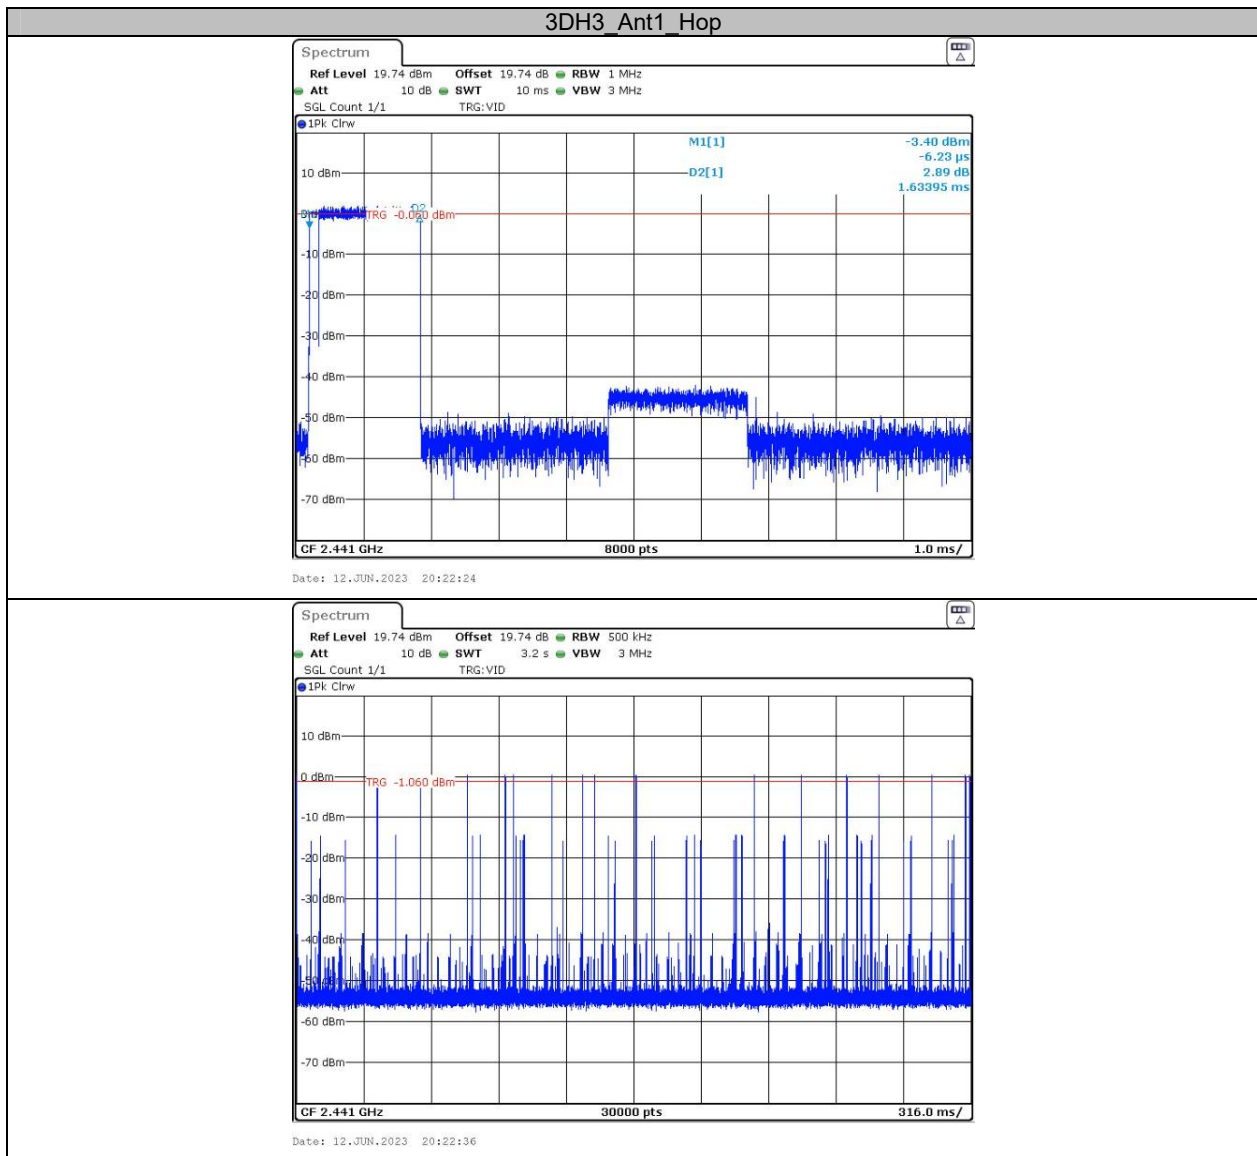 3DH3_Ant1_Hop
Spectrum
Ref Level 19.74 dBm Offset 19.74 dB RBW 1 MHz
Att 10 dB SWT 10 ms VBW 3 MHz
SGL Count 1/1 TRG:VID
1Pk Clrw
M1[1] -3.40 dBm
-6.23 µs
10 dBm D2[1] 2.89 dB
1.63395 ms
D2
TRG -0.060 dBm
-10 dBm
-20 dBm
-30 dBm
-40 dBm
-50 dBm
-60 dBm
-70 dBm
CF 2.441 GHz 8000 pts 1.0 ms/
Date: 12.JUN.2023 20:22:24
Spectrum
Ref Level 19.74 dBm Offset 19.74 dB RBW 500 kHz
Att 10 dB SWT 3.2 s VBW 3 MHz
SGL Count 1/1 TRG:VID
1Pk Clrw
10 dBm
0 dBm
TRG -1.060 dBm
-10 dBm
-20 dBm
-30 dBm
-40 dBm
-50 dBm
-60 dBm
-70 dBm
CF 2.441 GHz 30000 pts 316.0 ms/
Date: 12.JUN.2023 20:22:36